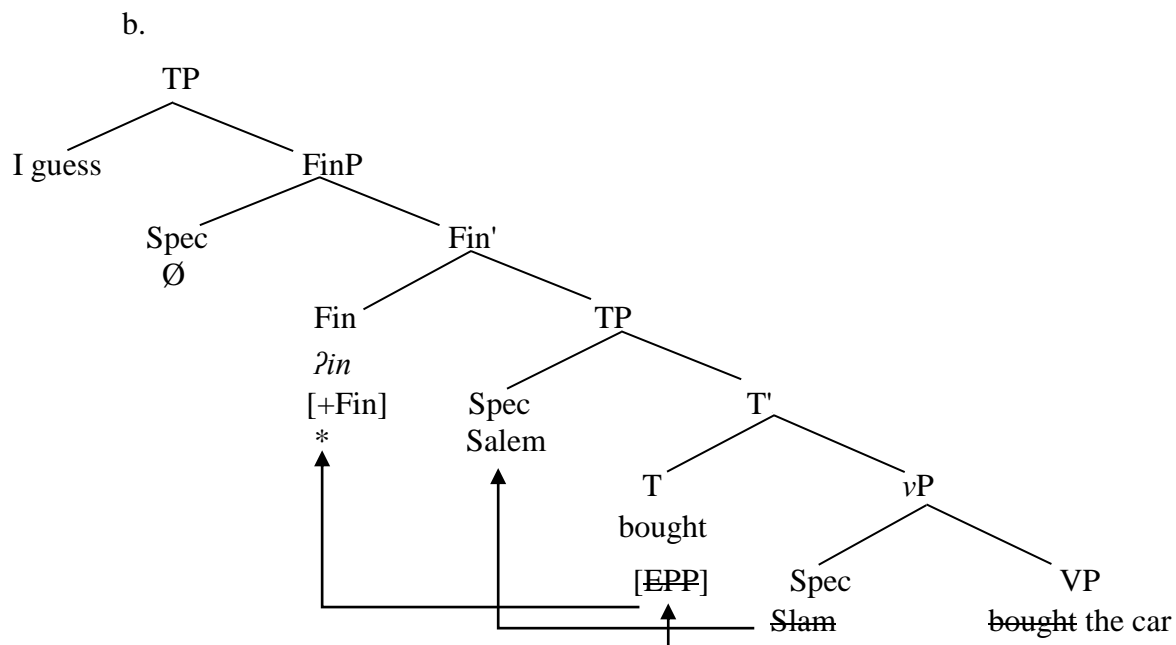 b.
TP
I guess FinP
Spec Fin'
Ø
Fin TP
ʔin
[+Fin] Spec T'
* Salem
T vP
bought
[EPP] Spec VP
Slam bought the car